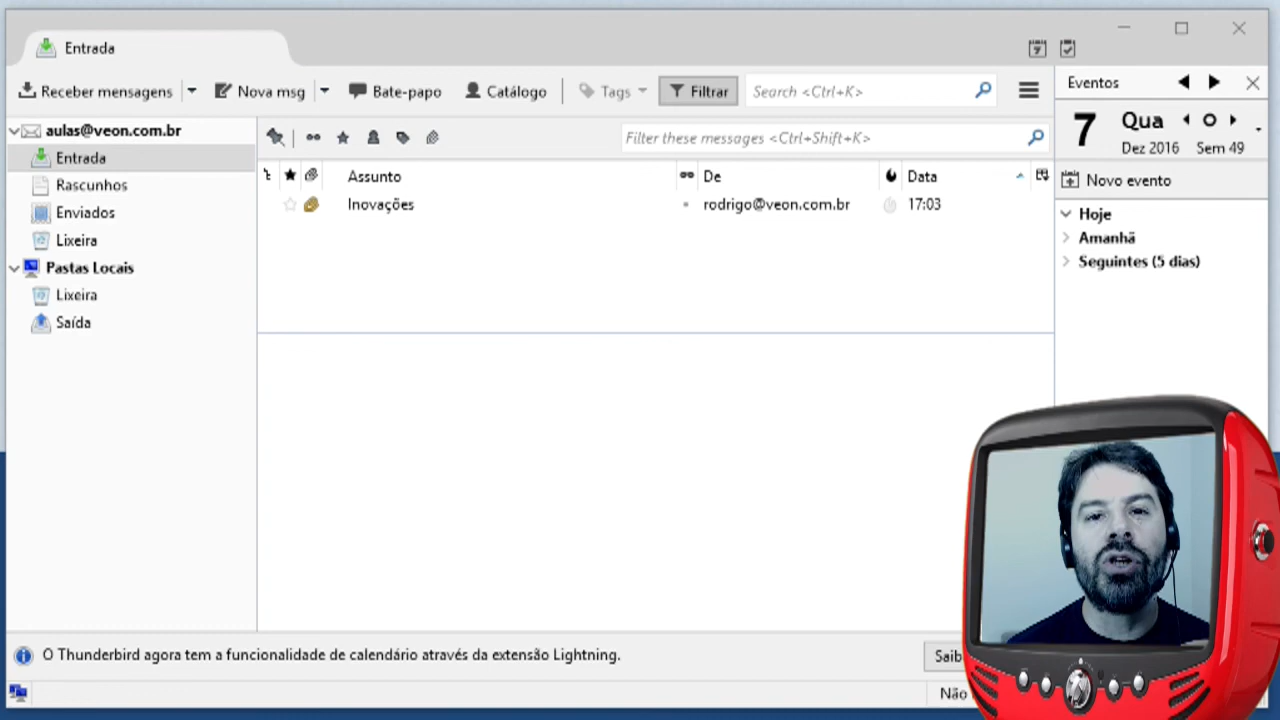 Entrada
Receber mensagens
Nova msg
Bate-papo
Catálogo
Tags
Filtrar
Search <Ctrl+K>
Eventos
aulas@veon.com.br
Entrada
Rascunhos
Enviados
Lixeira
Pastas Locais
Lixeira
Saída
Filter these messages <Ctrl+Shift+K>
Assunto
De
Data
Inovações
rodrigo@veon.com.br
17:03
7
Qua
Dez 2016
Sem 49
Novo evento
Hoje
Amanhã
Seguintes (5 dias)
O Thunderbird agora tem a funcionalidade de calendário através da extensão Lightning.
Saib
Não